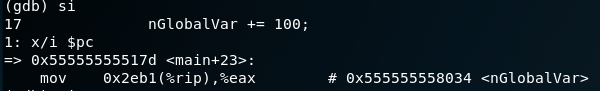 (gdb) si
17 nGlobalVar += 100;
1: x/i $pc
=> 0x55555555517d <main+23>:
mov 0x2eb1(%rip),%eax # 0x555555558034 <nGlobalVar>